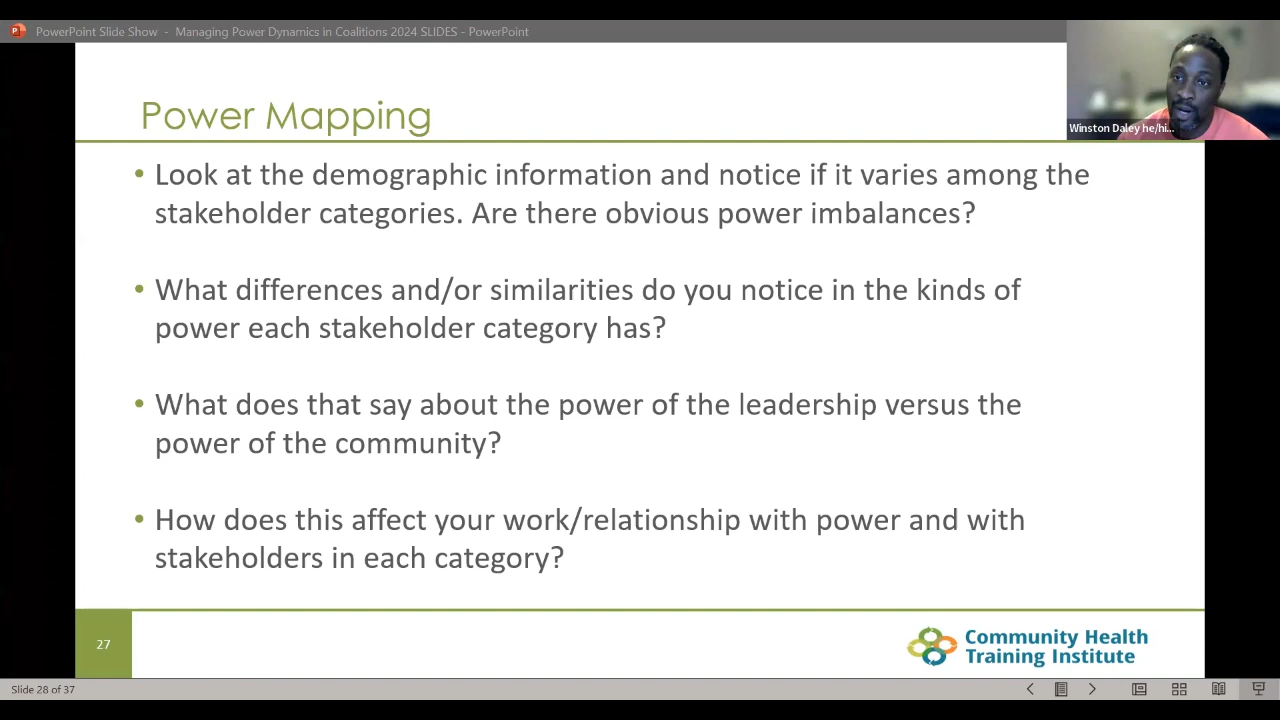 PowerPoint Slide Show - Managing Power Dynamics in Coalitions 2024 SLIDES - PowerPoint
Winston Daley he/hi...
Power Mapping
• Look at the demographic information and notice if it varies among the
stakeholder categories. Are there obvious power imbalances?
• What differences and/or similarities do you notice in the kinds of
power each stakeholder category has?
• What does that say about the power of the leadership versus the
power of the community?
• How does this affect your work/relationship with power and with
stakeholders in each category?
27
Community Health
Training Institute
Slide 28 of 37